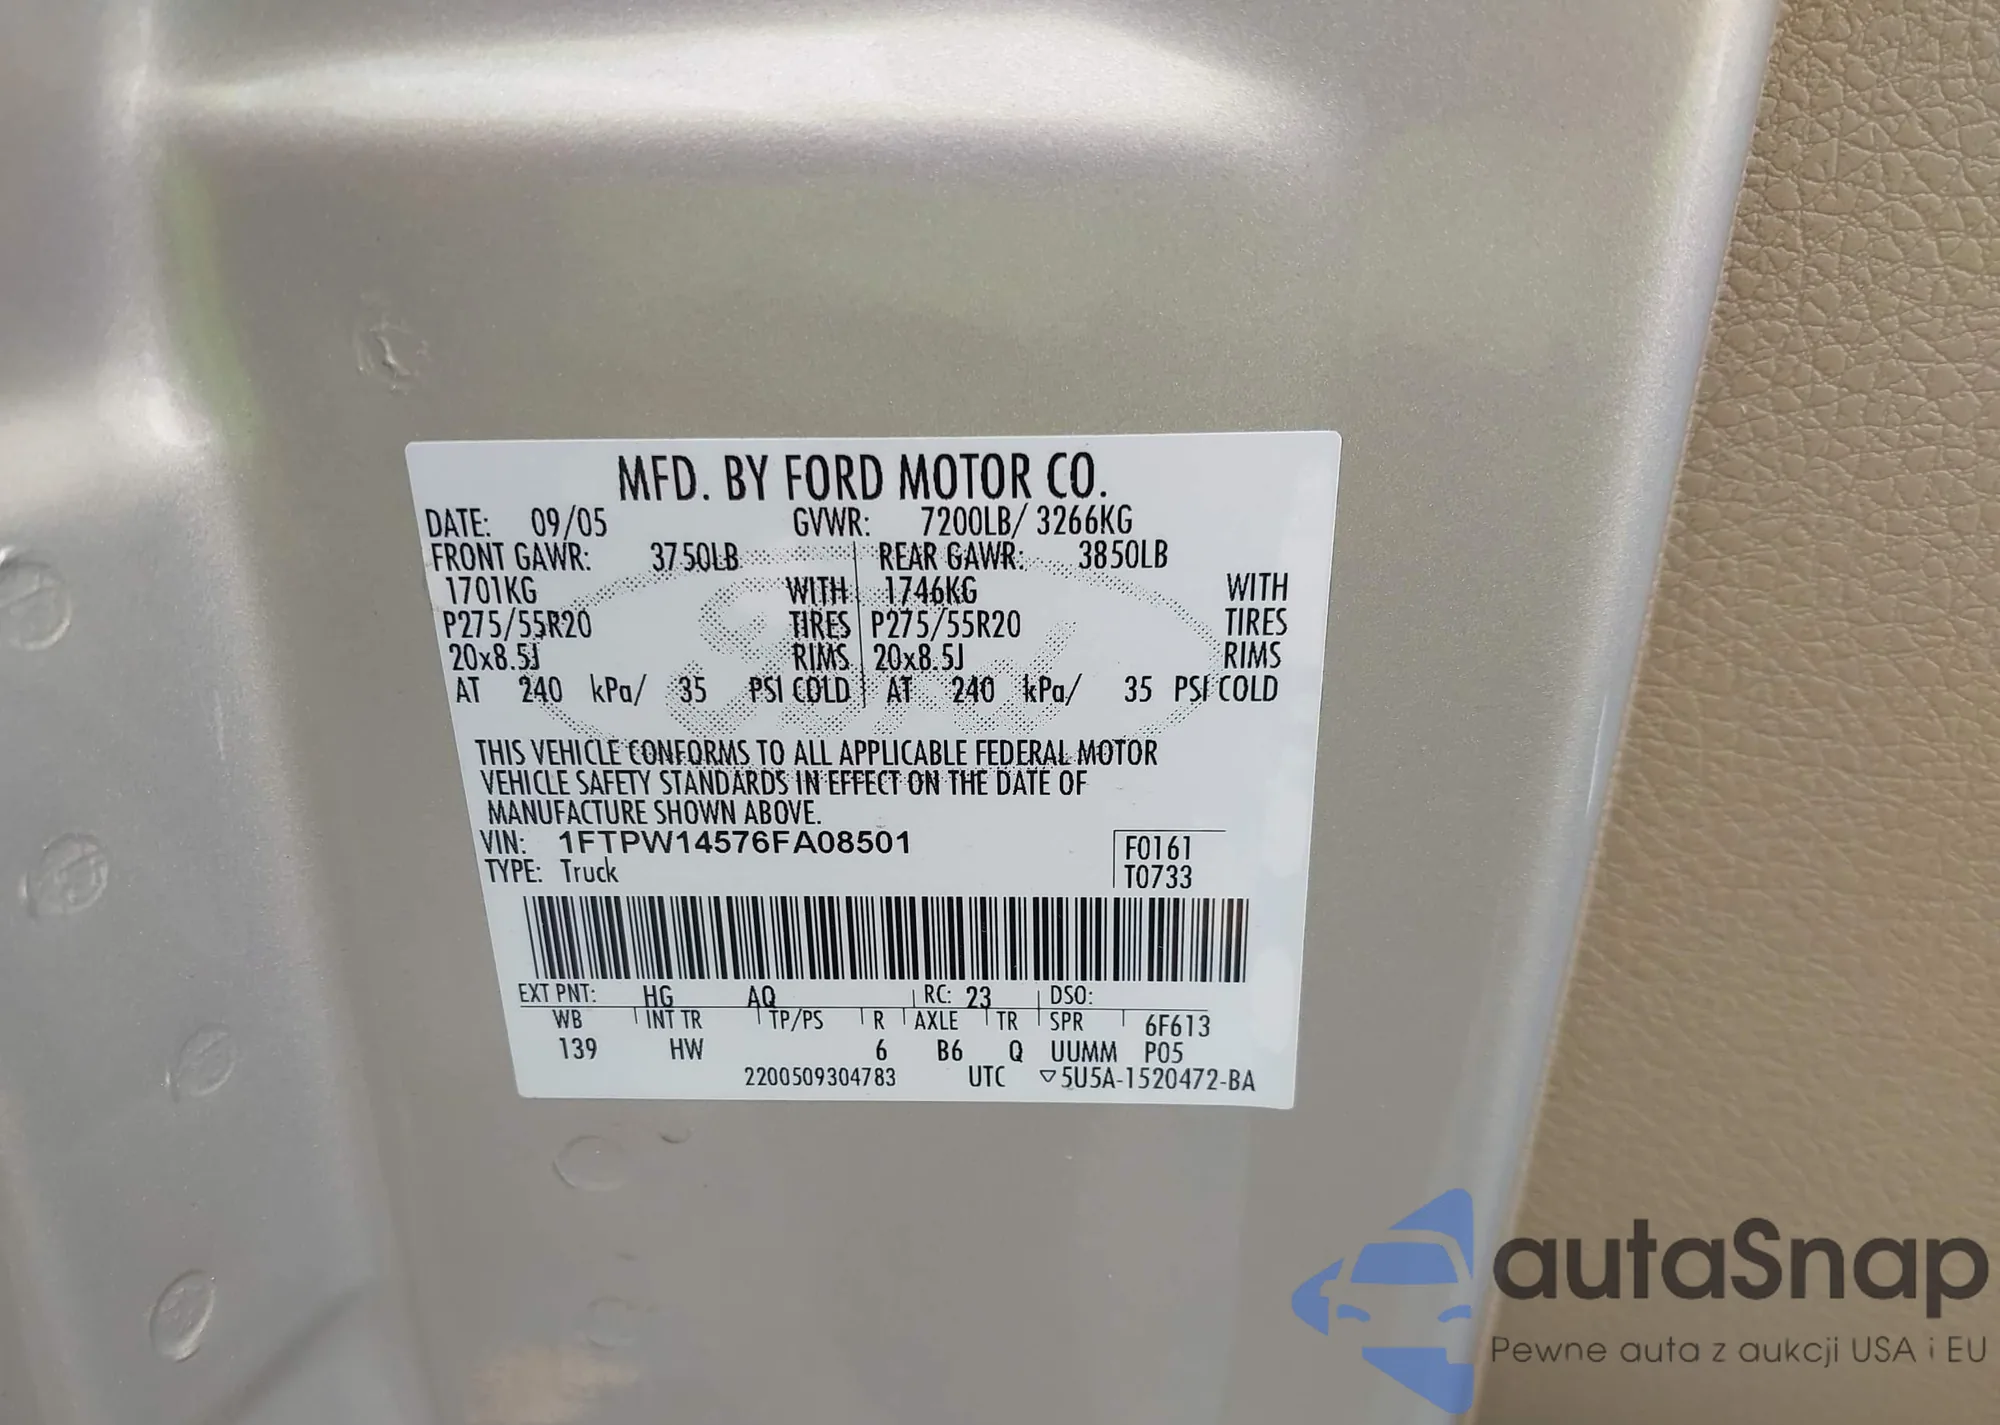 MFD. BY FORD MOTOR CO.
DATE: 09/05 GVWR: 7200LB/ 3266KG
FRONT GAWR: 3750LB REAR GAWR: 3850LB
1701KG WITH 1746KG WITH
P275/55R20 TIRES P275/55R20 TIRES
20x8.5J RIMS 20x8.5J RIMS
AT 240 kPa/ 35 PSI COLD AT 240 kPa/ 35 PSI COLD
THIS VEHICLE CONFORMS TO ALL APPLICABLE FEDERAL MOTOR
VEHICLE SAFETY STANDARDS IN EFFECT ON THE DATE OF
MANUFACTURE SHOWN ABOVE.
VIN: 1FTPW14576FA08501 F0161
TYPE: Truck T0733
EXT PNT: HG AQ RC: 23 DSO:
WB INT TR TP/PS R AXLE TR SPR 6F613
139 HW 6 B6 Q UUMM P05
2200509304783 UTC ▽5U5A-1520472-BA
autaSnap
Pewne auta z aukcji USA i EU